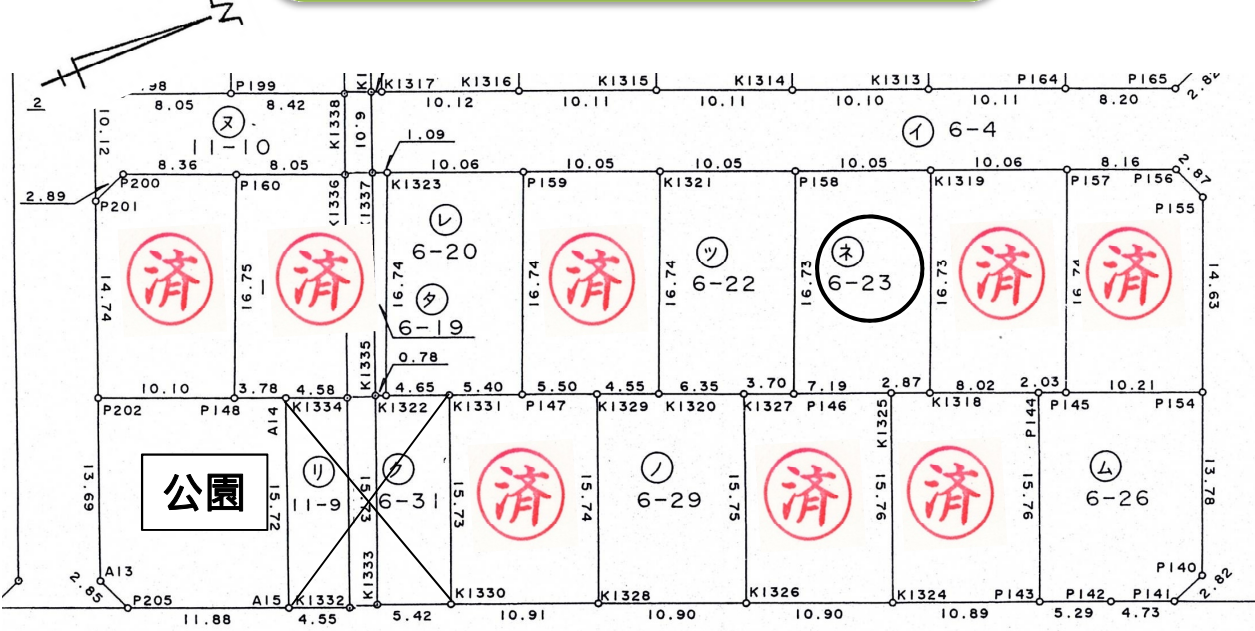 N
.98 P199 K1317 K1316 K1315 K1314 K1313 P164 P165
2 8.05 8.42 K1338 10.12 10.11 10.11 10.10 10.11 8.20
10.12 ヌ 10.9 イ 6-4
11-10 1.09
8.36 8.05 10.06 10.05 10.05 10.05 10.06 8.16 2.87
2.89 P200 P160 K1336 K1323 P159 K1321 P158 K1319 P157 P156
P201 P155
レ
6-20
済 済 済 ツ ネ 済 済
6-22 6-23
14.74 16.75 16.74 16.74 16.74 16.73 16.73 14.63
タ
6-19
0.78
K1335
10.10 3.78 4.58 4.65 5.40 5.50 4.55 6.35 3.70 7.19 2.87 8.02 2.03 10.21
P202 P148 A14 K1334 K1322 K1331 P147 K1329 K1320 K1327 P146 K1325 K1318 P144 P145 P154
公園 リ ク 済 ノ 済 済 ム
11-9 6-31 6-29 6-26
13.69 15.72 15.73 15.74 15.75 15.76 15.76 13.78
K1333
A13 P140
2.85 P205 A15 K1332 K1330 K1328 K1326 K1324 P143 P142 P141 2.82
11.88 4.55 5.42 10.91 10.90 10.90 10.89 5.29 4.73